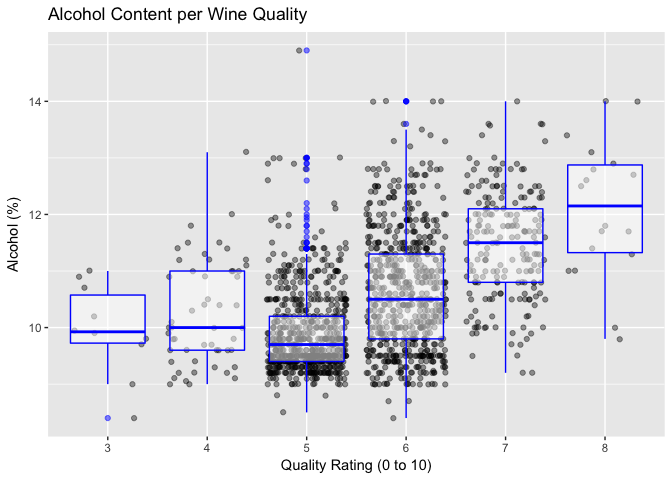 Alcohol Content per Wine Quality
14
12
10
Alcohol (%)
3 4 5 6 7 8
Quality Rating (0 to 10)